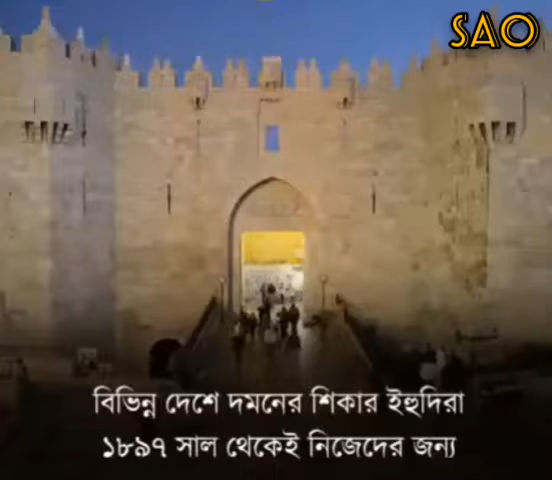 SAO
বিভিন্ন দেশে দমনের শিকার ইহুদিরা
১৮৯৭ সাল থেকেই নিজেদের জন্য